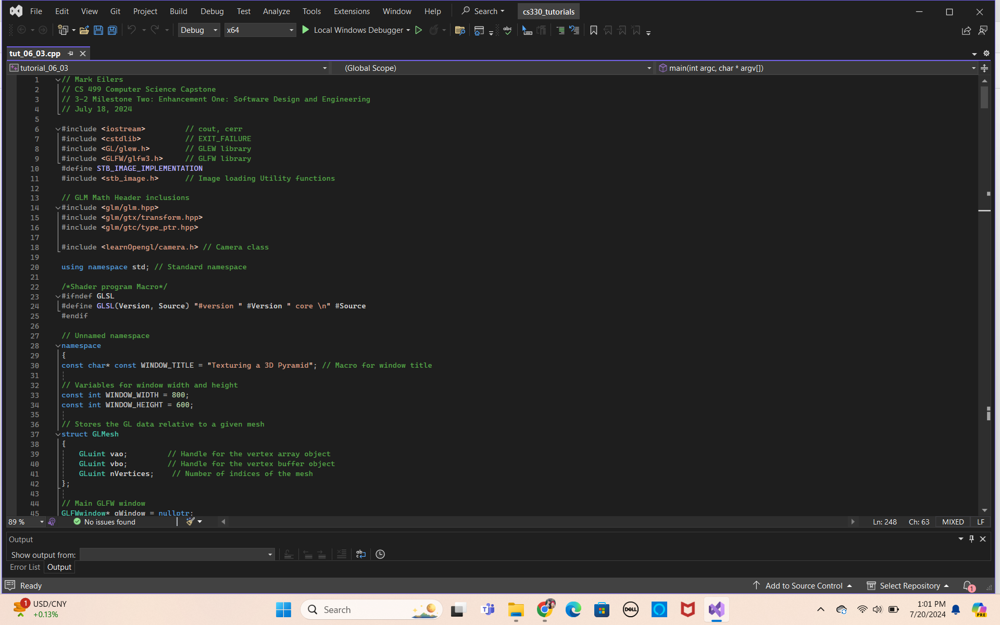 File Edit View Git Project Build Debug Test Analyze Tools Extensions Window Help Search cs330_tutorials
Debug x64 Local Windows Debugger
tut_06_03.cpp
tutorial_06_03 (Global Scope) main(int argc, char * argv[])
1 // Mark Eilers
2 // CS 499 Computer Science Capstone
3 // 3-2 Milestone Two: Enhancement One: Software Design and Engineering
4 // July 18, 2024
5
6 #include <iostream> // cout, cerr
7 #include <cstdlib> // EXIT_FAILURE
8 #include <GL/glew.h> // GLEW library
9 #include <GLFW/glfw3.h> // GLFW library
10 #define STB_IMAGE_IMPLEMENTATION
11 #include <stb_image.h> // Image loading Utility functions
12
13 // GLM Math Header inclusions
14 #include <glm/glm.hpp>
15 #include <glm/gtx/transform.hpp>
16 #include <glm/gtc/type_ptr.hpp>
17
18 #include <learnOpengl/camera.h> // Camera class
19
20 using namespace std; // Standard namespace
21
22 /*Shader program Macro*/
23 #ifndef GLSL
24 #define GLSL(Version, Source) "#version " #Version " core \n" #Source
25 #endif
26
27 // Unnamed namespace
28 namespace
29 {
30 const char* const WINDOW_TITLE = "Texturing a 3D Pyramid"; // Macro for window title
31
32 // Variables for window width and height
33 const int WINDOW_WIDTH = 800;
34 const int WINDOW_HEIGHT = 600;
35
36 // Stores the GL data relative to a given mesh
37 struct GLMesh
38 {
39 GLuint vao; // Handle for the vertex array object
40 GLuint vbo; // Handle for the vertex buffer object
41 GLuint nVertices; // Number of indices of the mesh
42 };
43
44 // Main GLFW window
45 GLFWwindow* gWindow = nullptr;
89 % No issues found Ln: 248 Ch: 63 MIXED LF
Output
Show output from:
Error List Output
Ready Add to Source Control Select Repository 1
1 USD/CNY
+0.13%
Search
DELL
PRE
1:01 PM
7/20/2024